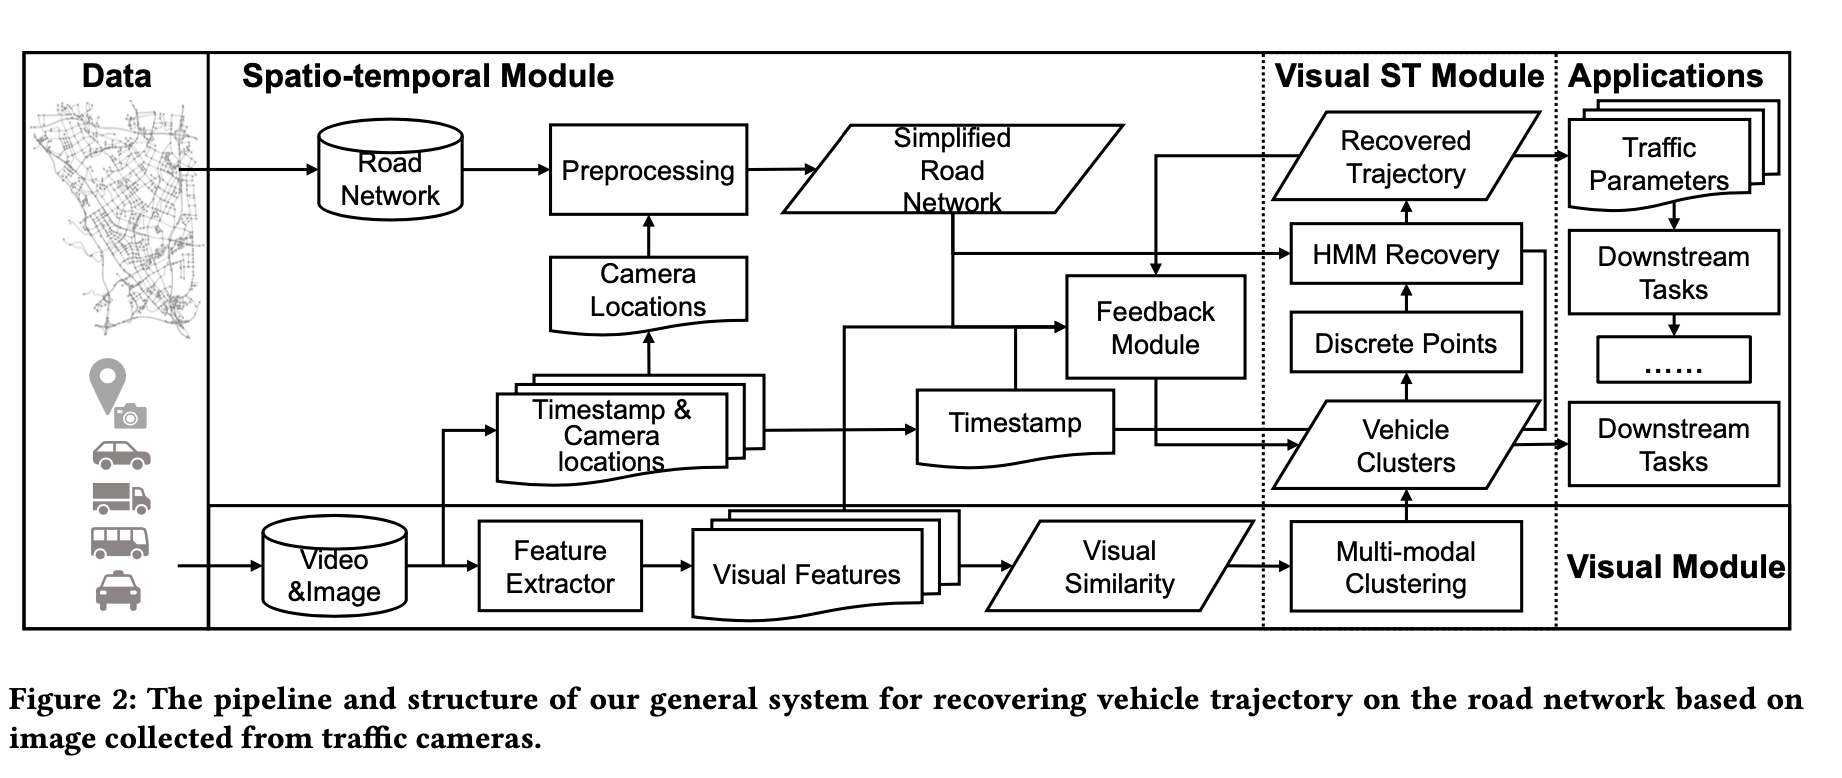 Data
Spatio-temporal Module
Visual ST Module
Applications
Road
Network
Preprocessing
Simplified
Road
Network
Recovered
Trajectory
Traffic
Parameters
Camera
Locations
Feedback
Module
HMM Recovery
Downstream
Tasks
Discrete Points
......
Timestamp &
Camera
locations
Timestamp
Vehicle
Clusters
Downstream
Tasks
Video
&Image
Feature
Extractor
Visual Features
Visual
Similarity
Multi-modal
Clustering
Visual Module
Figure 2: The pipeline and structure of our general system for recovering vehicle trajectory on the road network based on
image collected from traffic cameras.